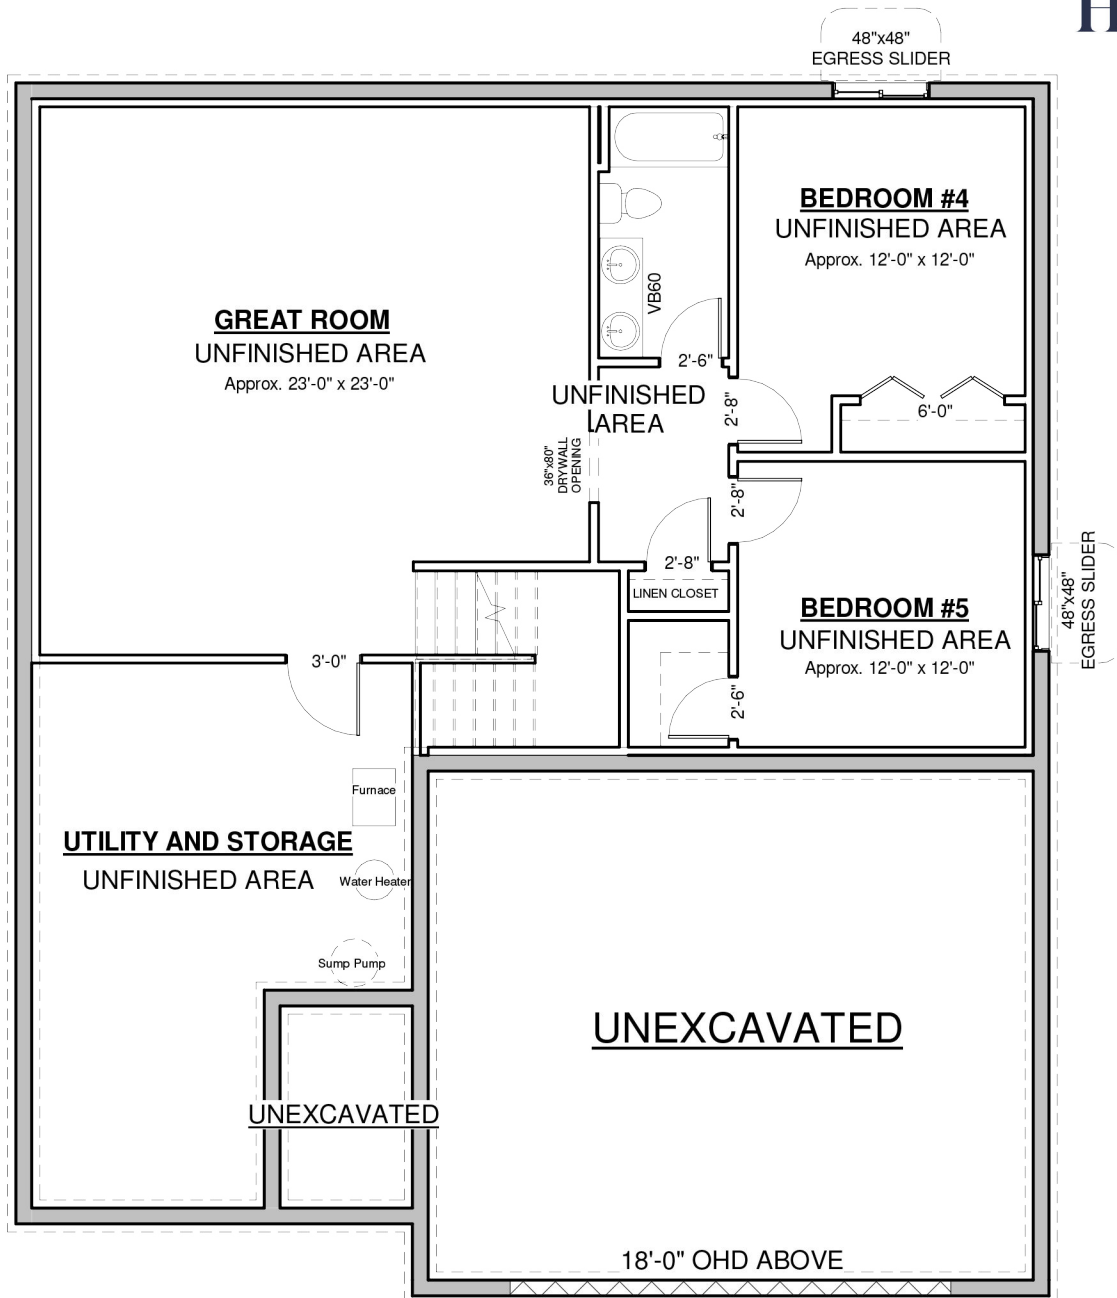 H
48"x48"
EGRESS SLIDER
BEDROOM #4
UNFINISHED AREA
Approx. 12'-0" x 12'-0"
VB60
GREAT ROOM
UNFINISHED AREA
Approx. 23'-0" x 23'-0"
2'-6"
UNFINISHED
AREA
2'-8"
6'-0"
36"x80"
DRYWALL
OPENING
2'-8"
2'-8"
LINEN CLOSET
48"x48"
EGRESS SLIDER
BEDROOM #5
UNFINISHED AREA
Approx. 12'-0" x 12'-0"
3'-0"
2'-6"
Furnace
UTILITY AND STORAGE
UNFINISHED AREA
Water Heater
Sump Pump
UNEXCAVATED
UNEXCAVATED
18'-0" OHD ABOVE